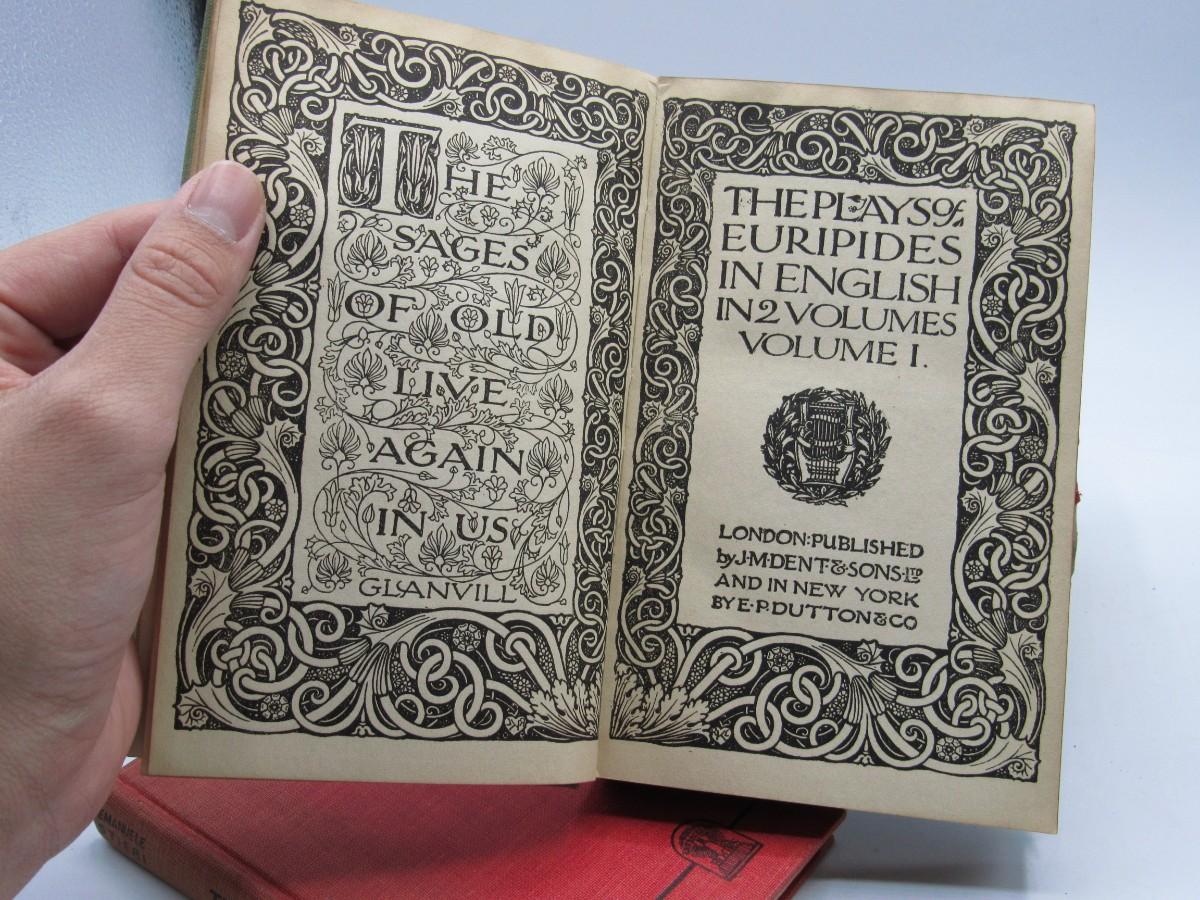 THE
SAGES
OF OLD
LIVE
AGAIN
IN US
GLANVILL
THE PLAYS of
EURIPIDES
IN ENGLISH
IN 2 VOLUMES
VOLUME I.
LONDON: PUBLISHED
by J·M·DENT·&·SONS·LTD
AND IN NEW YORK
BY E·P·DUTTON & CO
EMANUELE